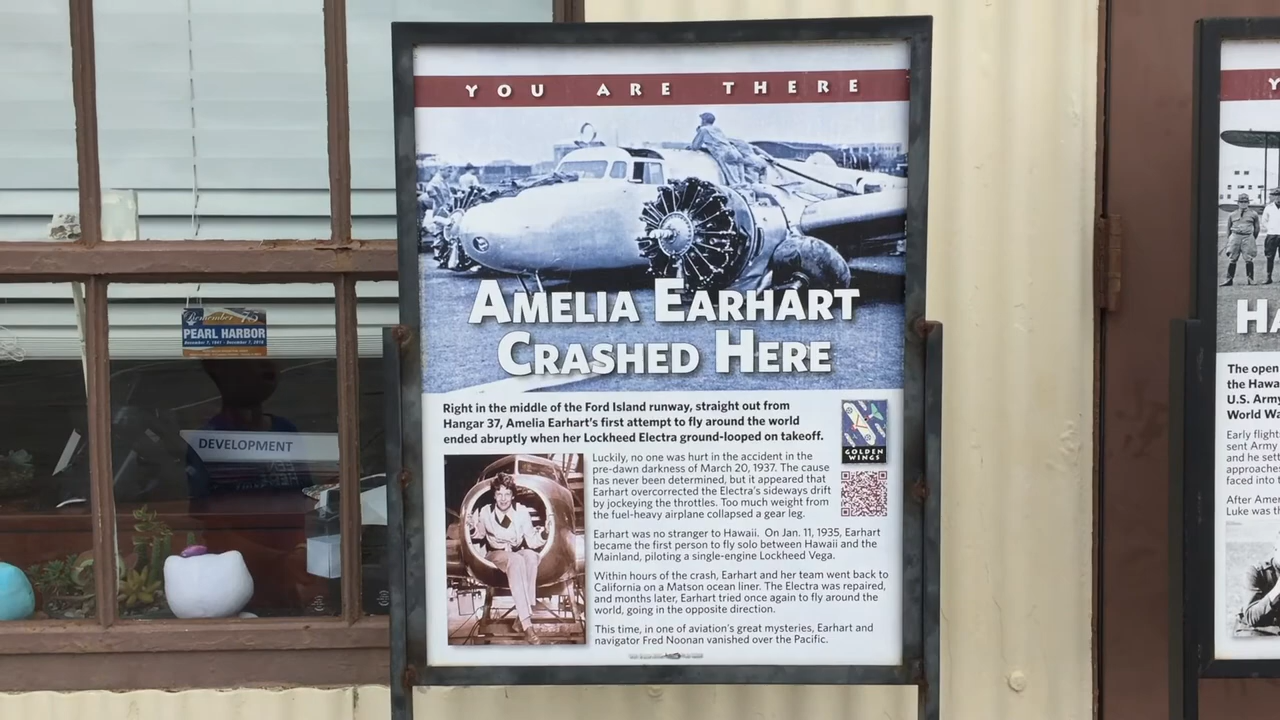 YOU ARE THERE
AMELIA EARHART
CRASHED HERE
Right in the middle of the Ford Island runway, straight out from
Hangar 37, Amelia Earhart's first attempt to fly around the world
ended abruptly when her Lockheed Electra ground-looped on takeoff.
GOLDEN
WINGS
Luckily, no one was hurt in the accident in the
pre-dawn darkness of March 20, 1937. The cause
has never been determined, but it appeared that
Earhart overcorrected the Electra's sideways drift
by jockeying the throttles. Too much weight from
the fuel-heavy airplane collapsed a gear leg.
Earhart was no stranger to Hawaii. On Jan. 11, 1935, Earhart
became the first person to fly solo between Hawaii and the
Mainland, piloting a single-engine Lockheed Vega.
Within hours of the crash, Earhart and her team went back to
California on a Matson ocean liner. The Electra was repaired,
and months later, Earhart tried once again to fly around the
world, going in the opposite direction.
This time, in one of aviation's great mysteries, Earhart and
navigator Fred Noonan vanished over the Pacific.
Remember 75
PEARL HARBOR
December 7, 1941 - December 7, 2016
DEVELOPMENT
Y
HA
The open
the Hawa
U.S. Army
World Wa
Early flight
sent Army
and he set
approache
faced into t
After Amer
Luke was th